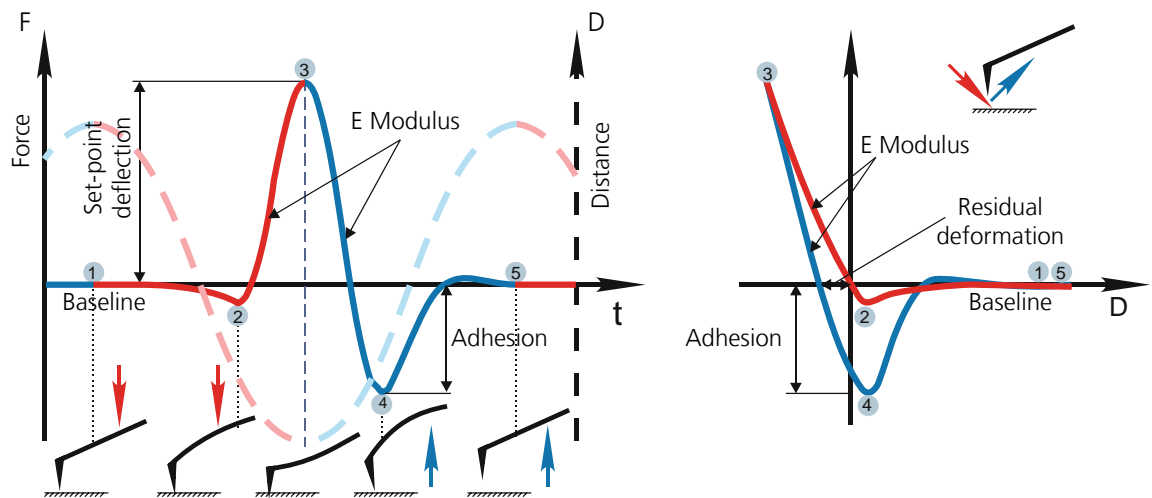 F
D
3
Force
Set-point
deflection
E Modulus
Distance
1
Baseline
2
5
t
Adhesion
4
3
E Modulus
Residual
deformation
1 5
Baseline
D
2
Adhesion
4